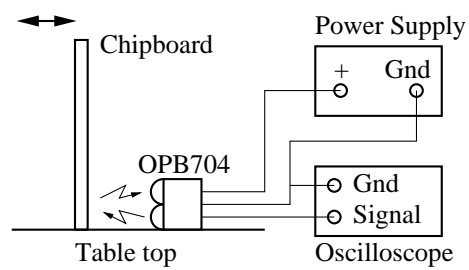 Power Supply
Chipboard
+ Gnd
OPB704
Gnd
Signal
Table top
Oscilloscope